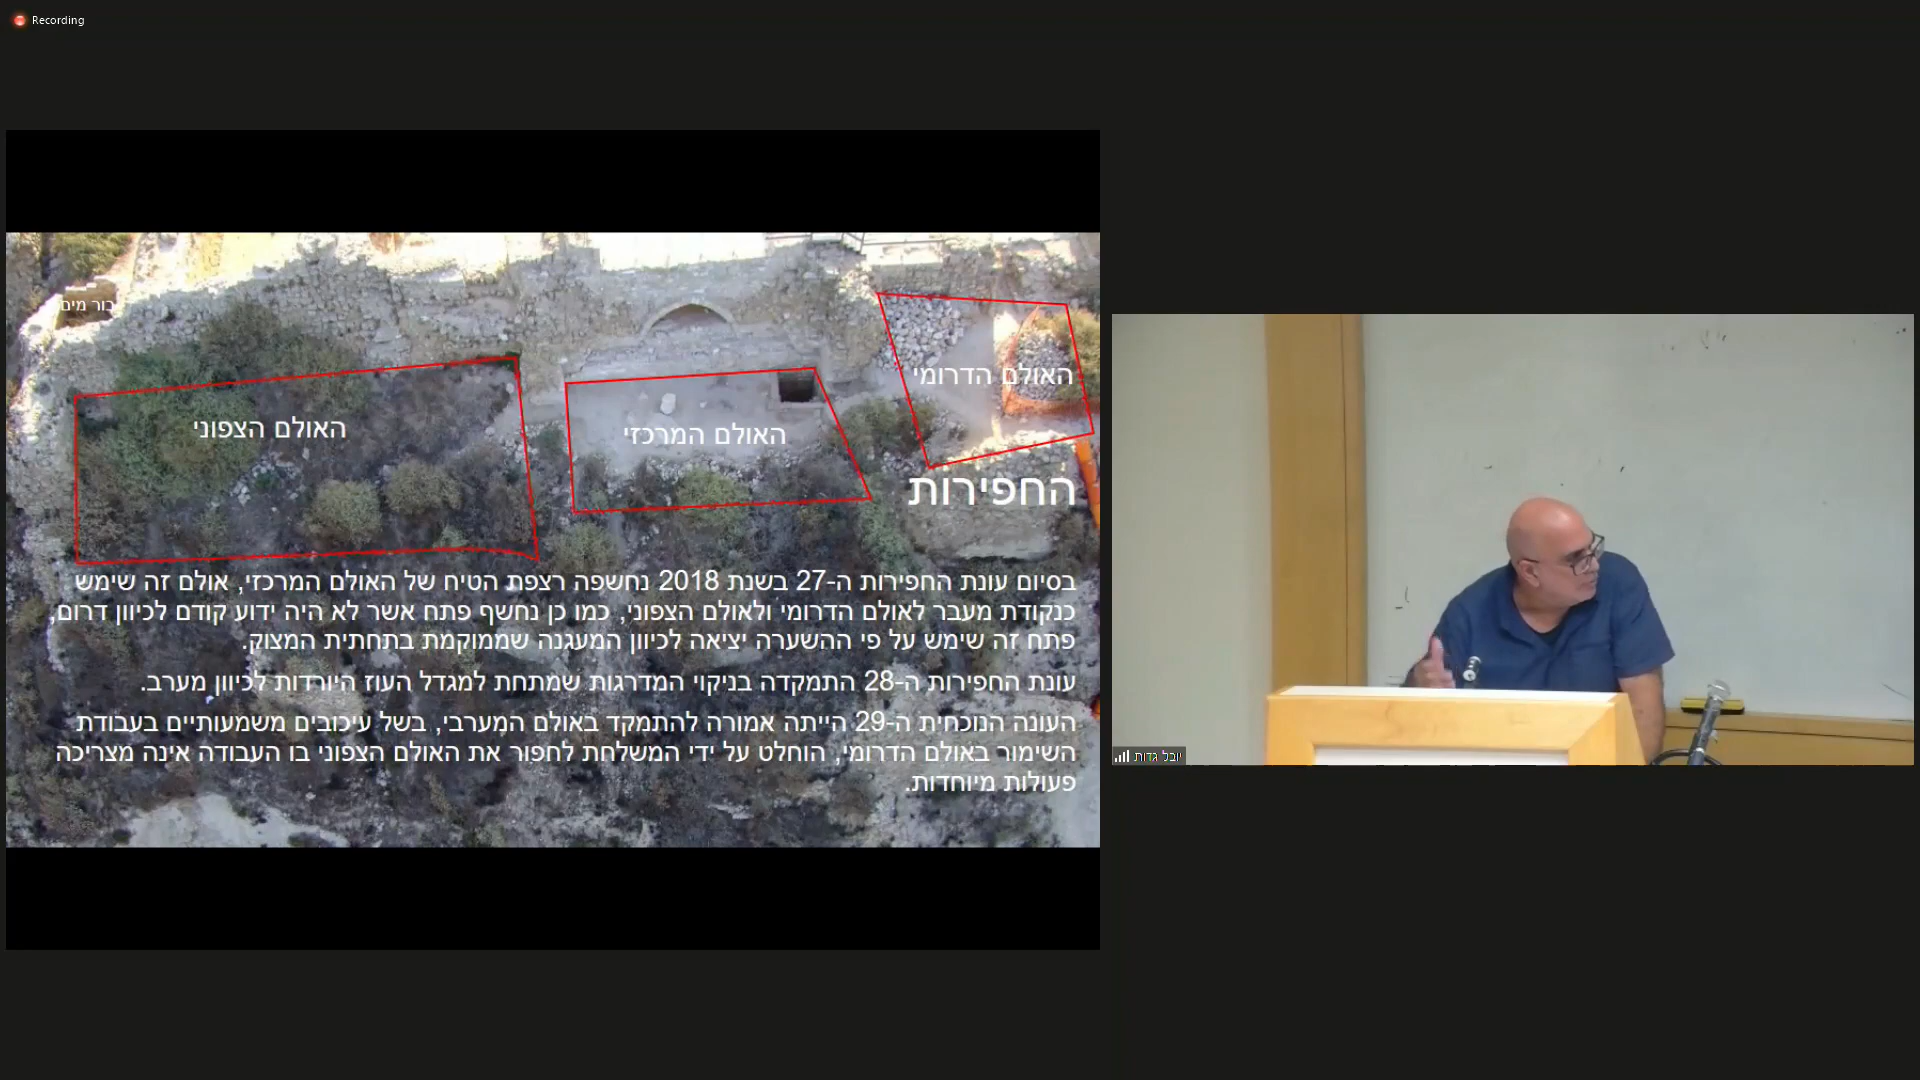 Recording
בור מים
האולם הדרומי
האולם המרכזי
האולם הצפוני
החפירות
בסיום עונת החפירות ה-27 בשנת 2018 נחשפה רצפת הטיח של האולם המרכזי, אולם זה שימש
כנקודת מעבר לאולם הדרומי ולאולם הצפוני, כמו כן נחשף פתח אשר לא היה ידוע קודם לכיוון דרום,
פתח זה שימש על פי ההשערה יציאה לכיוון המעגנה שממוקמת בתחתית המצוק.
עונת החפירות ה-28 התמקדה בניקוי המדרגות שמתחת למגדל העוז היורדות לכיוון מערב.
העונה הנוכחית ה-29 הייתה אמורה להתמקד באולם המערבי, בשל עיכובים משמעותיים בעבודת
השימור באולם הדרומי, הוחלט על ידי המשלחת לחפור את האולם הצפוני בו העבודה אינה מצריכה
פעולות מיוחדות.
יובל גדות